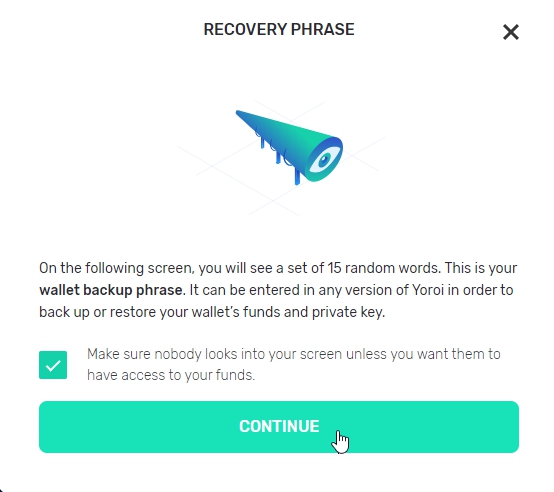 RECOVERY PHRASE
On the following screen, you will see a set of 15 random words. This is your
wallet backup phrase. It can be entered in any version of Yoroi in order to
back up or restore your wallet’s funds and private key.
Make sure nobody looks into your screen unless you want them to
have access to your funds.
CONTINUE